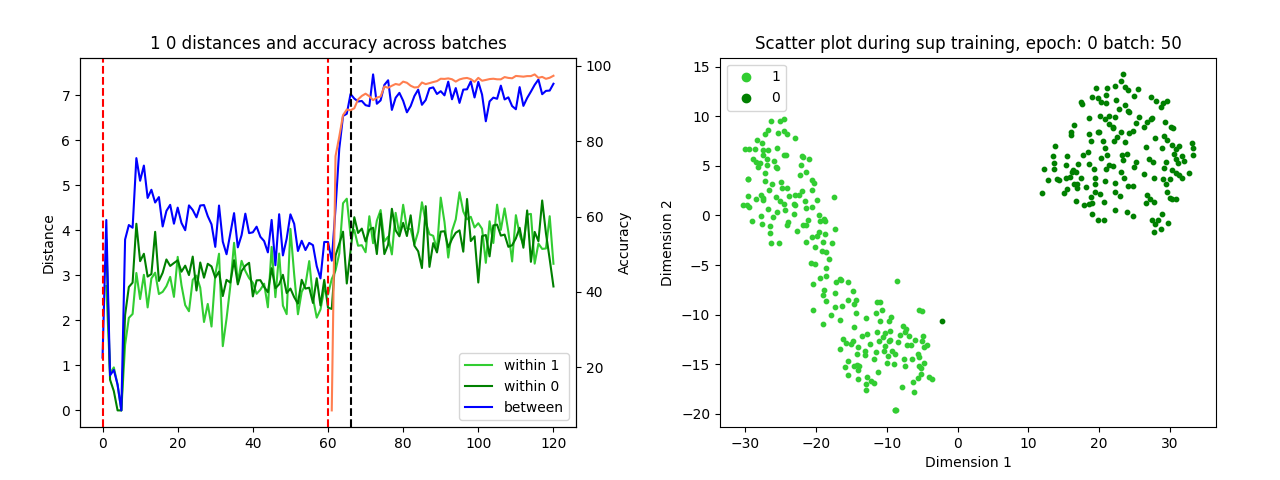 1 0 distances and accuracy across batches
Distance
7
6
5
4
3
2
1
0
0 20 40 60 80 100 120
100
80
60
40
20
Accuracy
within 1
within 0
between
Scatter plot during sup training, epoch: 0 batch: 50
Dimension 2
15
10
5
0
−5
−10
−15
−20
−30 −20 −10 0 10 20 30
Dimension 1
1
0